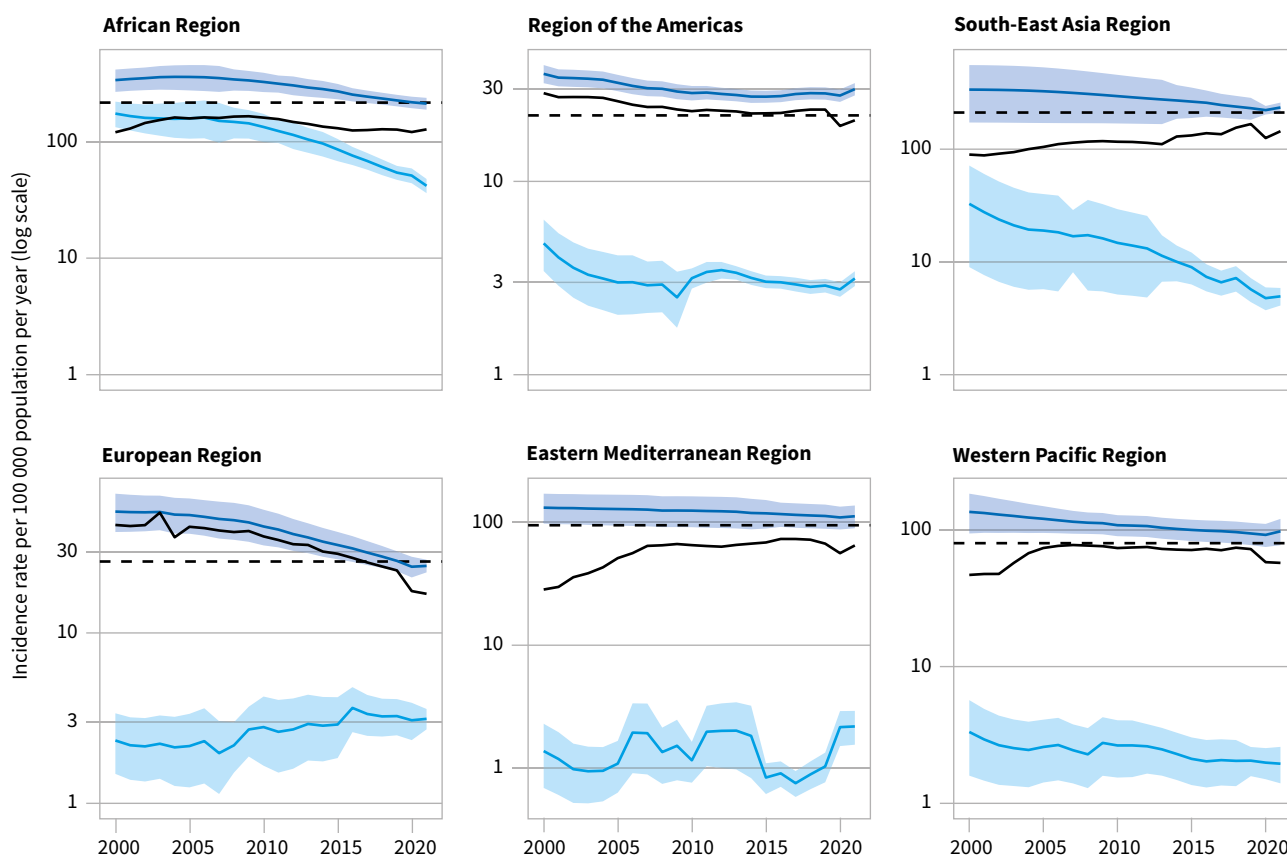 African Region
Region of the Americas
South-East Asia Region
Incidence rate per 100 000 population per year (log scale)
100
10
1
30
10
3
1
100
10
1
European Region
Eastern Mediterranean Region
Western Pacific Region
30
10
3
1
100
10
1
100
10
1
2000 2005 2010 2015 2020
2000 2005 2010 2015 2020
2000 2005 2010 2015 2020